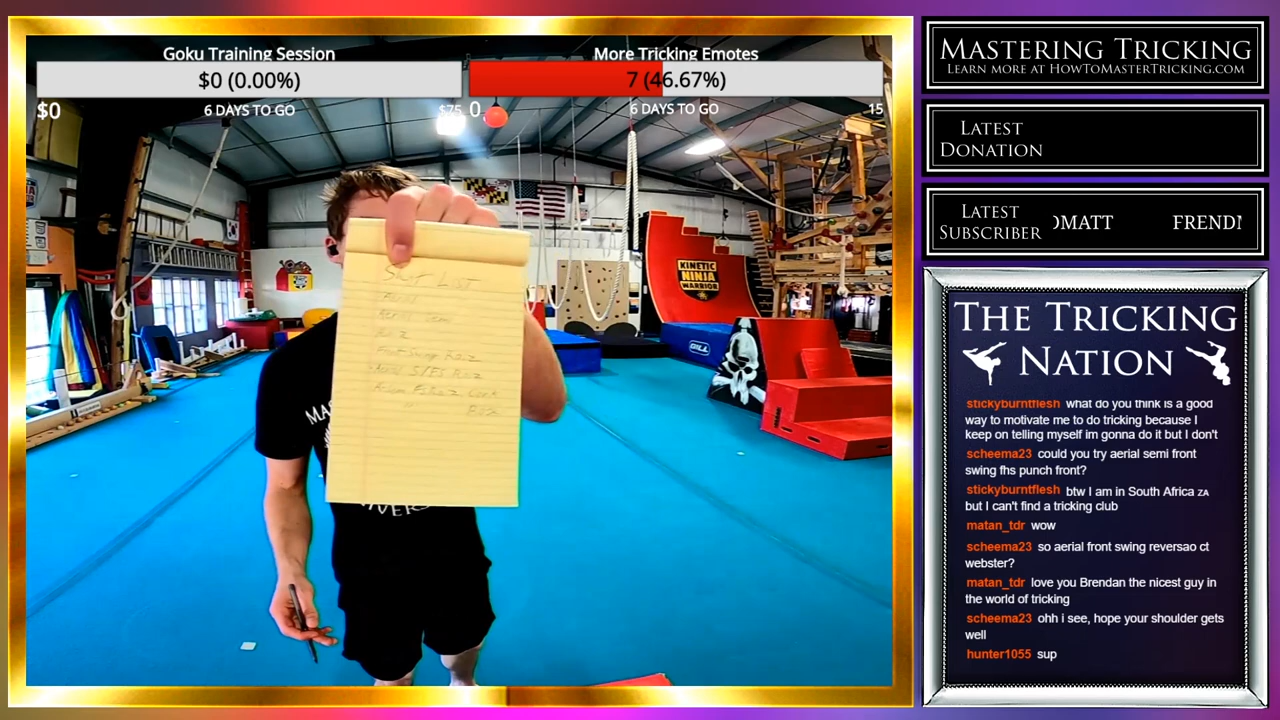 Goku Training Session
$0 (0.00%)
$0
6 DAYS TO GO
$75
More Tricking Emotes
7 (46.67%)
0
6 DAYS TO GO
15
KINETIC
NINJA
WARRIOR
GILL
MASTERING TRICKING
LEARN MORE AT HOWTOMASTERTRICKING.COM
LATEST
DONATION
LATEST
SUBSCRIBER
OMATT FRENDI
THE TRICKING
NATION
stickyburntflesh what do you think is a good
way to motivate me to do tricking because I
keep on telling myself im gonna do it but I don't
scheema23 could you try aerial semi front
swing fhs punch front?
stickyburntflesh btw I am in South Africa ZA
but I can't find a tricking club
matan_tdr wow
scheema23 so aerial front swing reversao ct
webster?
matan_tdr love you Brendan the nicest guy in
the world of tricking
scheema23 ohh i see, hope your shoulder gets
well
hunter1055 sup